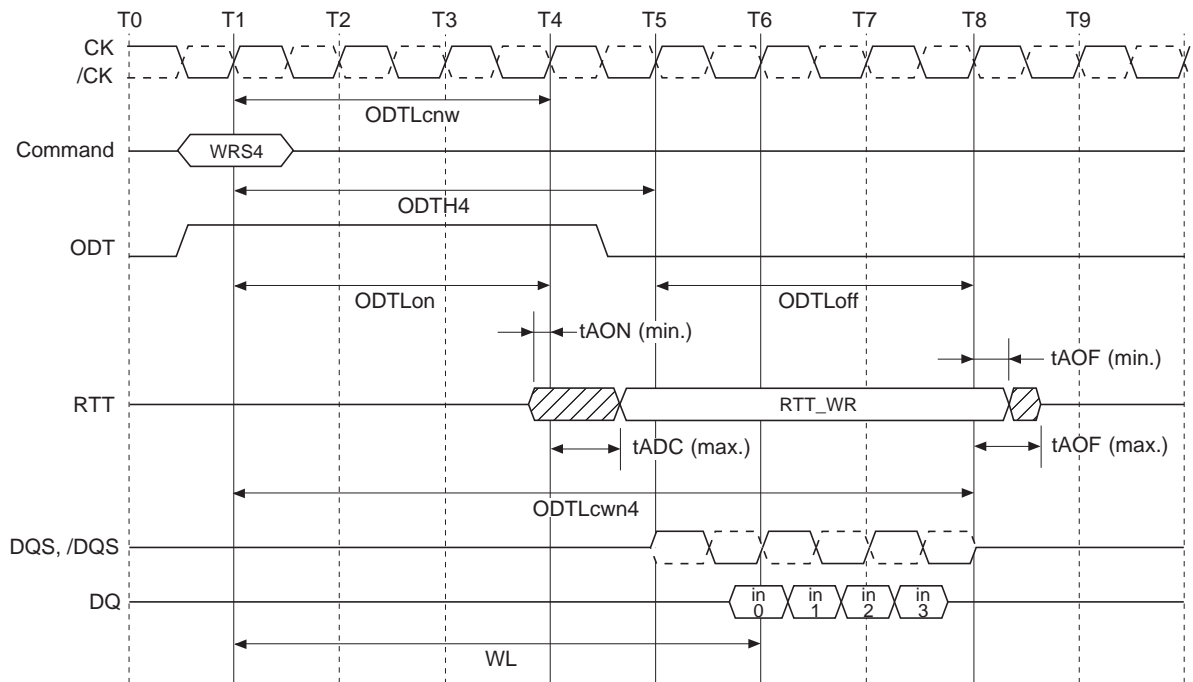 T0 T1 T2 T3 T4 T5 T6 T7 T8 T9
CK
/CK
ODTLcnw
Command
WRS4
ODTH4
ODT
ODTLon
ODTLoff
tAON (min.)
tAOF (min.)
RTT
RTT_WR
tADC (max.)
tAOF (max.)
ODTLcwn4
DQS, /DQS
DQ
in 0
in 1
in 2
in 3
WL